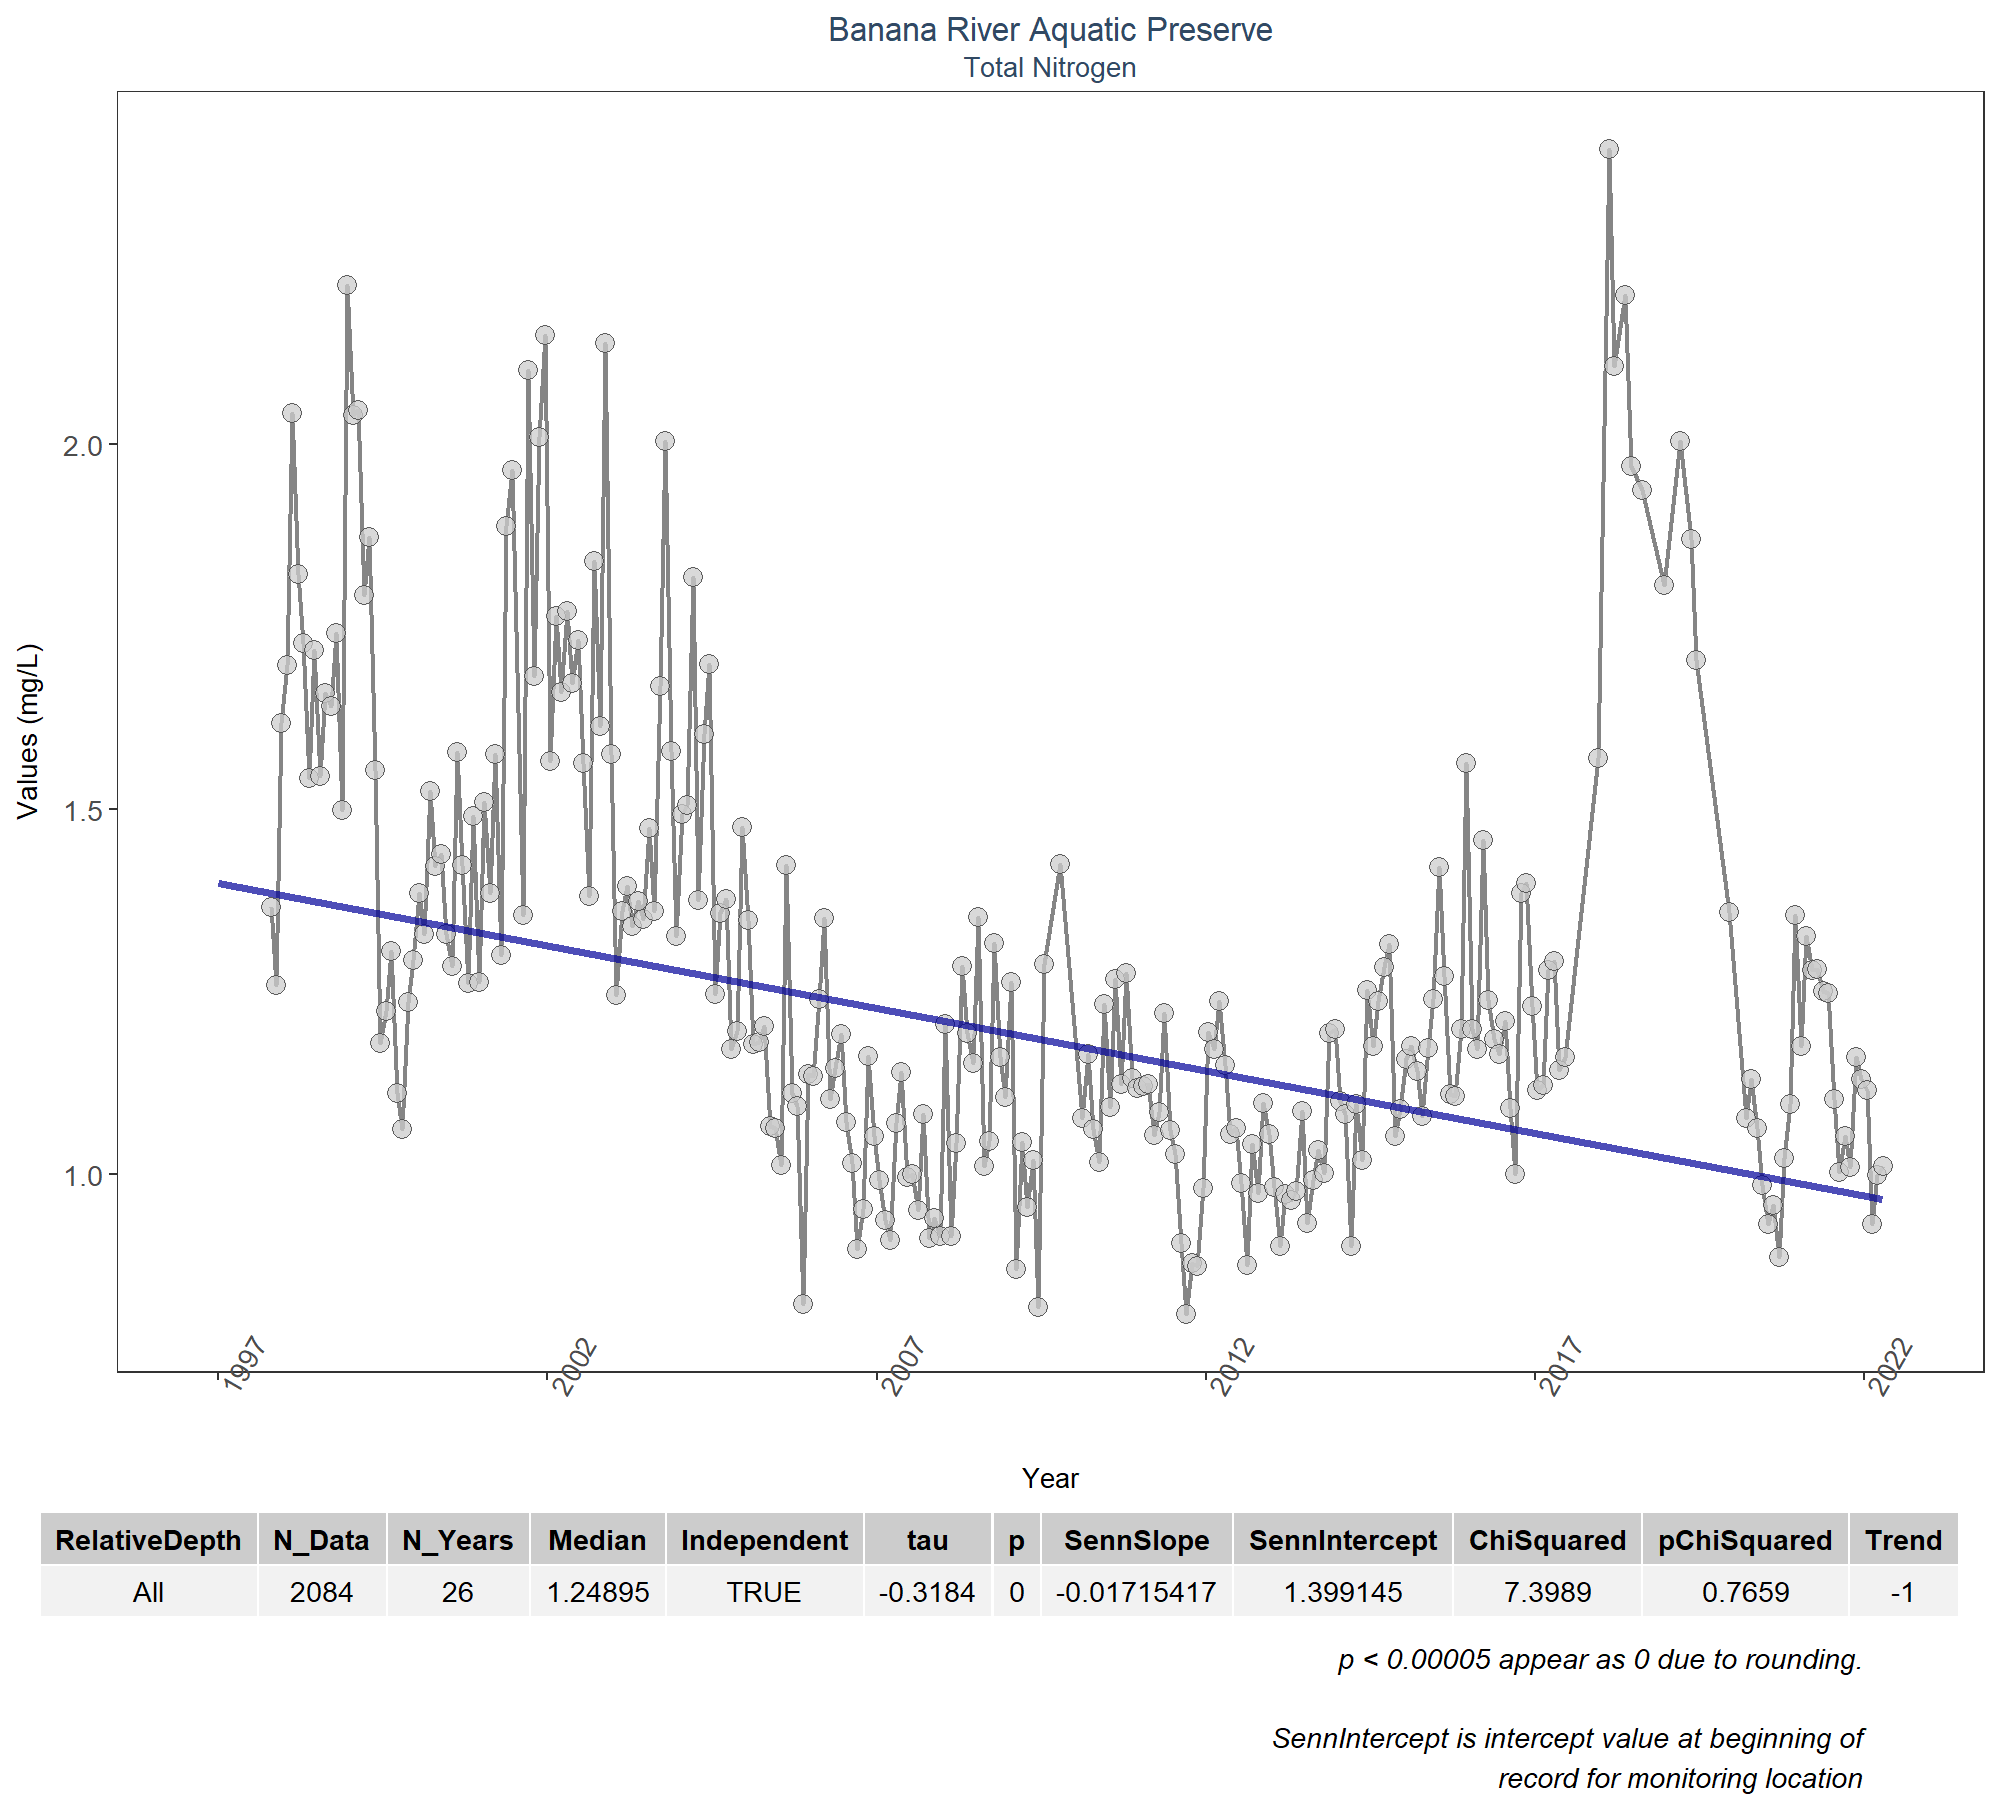 Banana River Aquatic Preserve
Total Nitrogen
Values (mg/L)
2.0
1.5
1.0
1997 2002 2007 2012 2017 2022
Year
RelativeDepth N_Data N_Years Median Independent tau p SennSlope SennIntercept ChiSquared pChiSquared Trend
All 2084 26 1.24895 TRUE -0.3184 0 -0.01715417 1.399145 7.3989 0.7659 -1
p < 0.00005 appear as 0 due to rounding.
SennIntercept is intercept value at beginning of
record for monitoring location